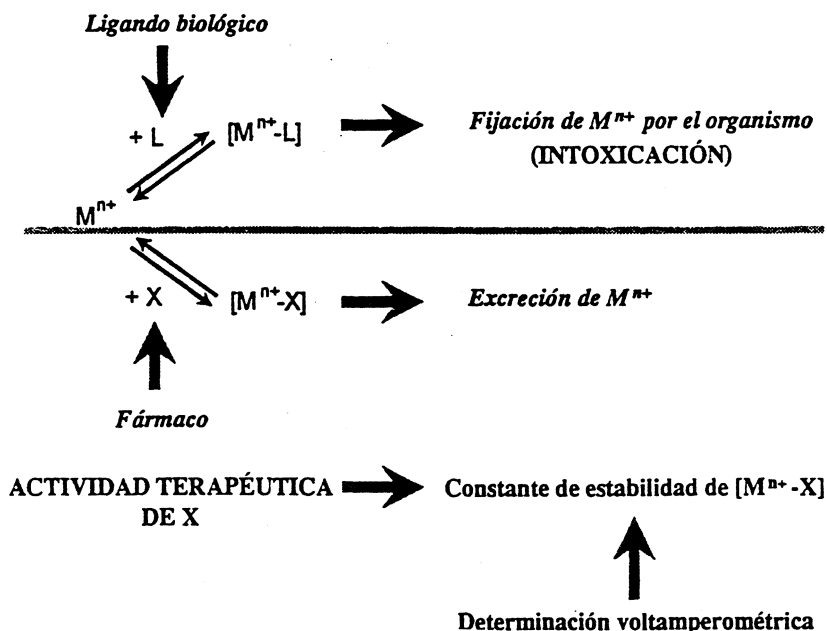 Ligando biológico
+ L
[Mⁿ⁺-L]
Fijación de Mⁿ⁺ por el organismo
(INTOXICACIÓN)
Mⁿ⁺
+ X
[Mⁿ⁺-X]
Excreción de Mⁿ⁺
Fármaco
ACTIVIDAD TERAPÉUTICA
DE X
Constante de estabilidad de [Mⁿ⁺-X]
Determinación voltamperométrica